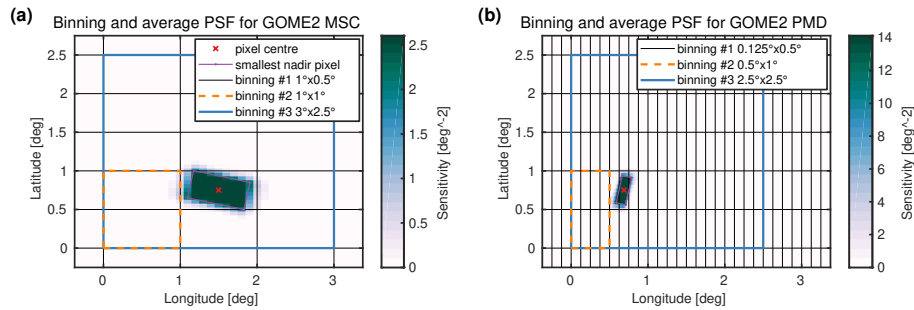 (a)
Binning and average PSF for GOME2 MSC
pixel centre
smallest nadir pixel
binning #1 1°x0.5°
binning #2 1°x1°
binning #3 3°x2.5°
2.5
2
1.5
1
0.5
0
Latitude [deg]
0
1
2
3
Longitude [deg]
2.5
2
1.5
1
0.5
0
Sensitivity [deg^-2]
(b)
Binning and average PSF for GOME2 PMD
binning #1 0.125°x0.5°
binning #2 0.5°x1°
binning #3 2.5°x2.5°
2.5
2
1.5
1
0.5
0
Latitude [deg]
0
1
2
3
Longitude [deg]
14
12
10
8
6
4
2
0
Sensitivity [deg^-2]